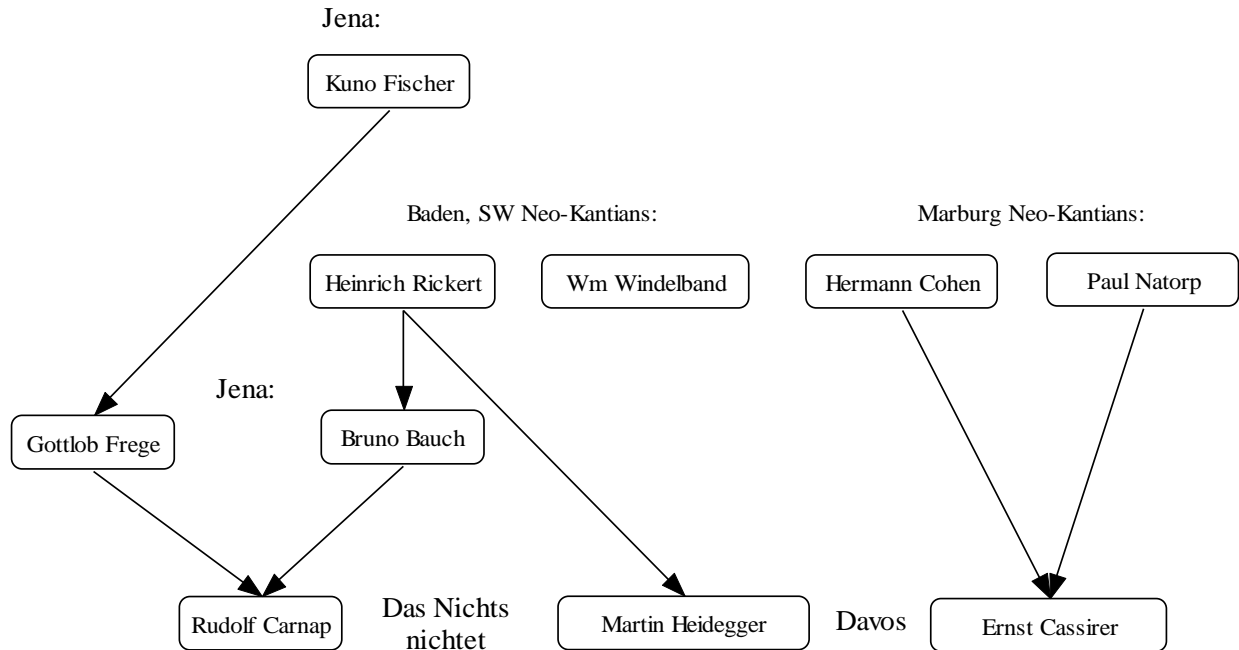 Jena:
Kuno Fischer
Baden, SW Neo-Kantians:
Marburg Neo-Kantians:
Heinrich Rickert
Wm Windelband
Hermann Cohen
Paul Natorp
Jena:
Gottlob Frege
Bruno Bauch
Rudolf Carnap
Das Nichts
nichtet
Martin Heidegger
Davos
Ernst Cassirer